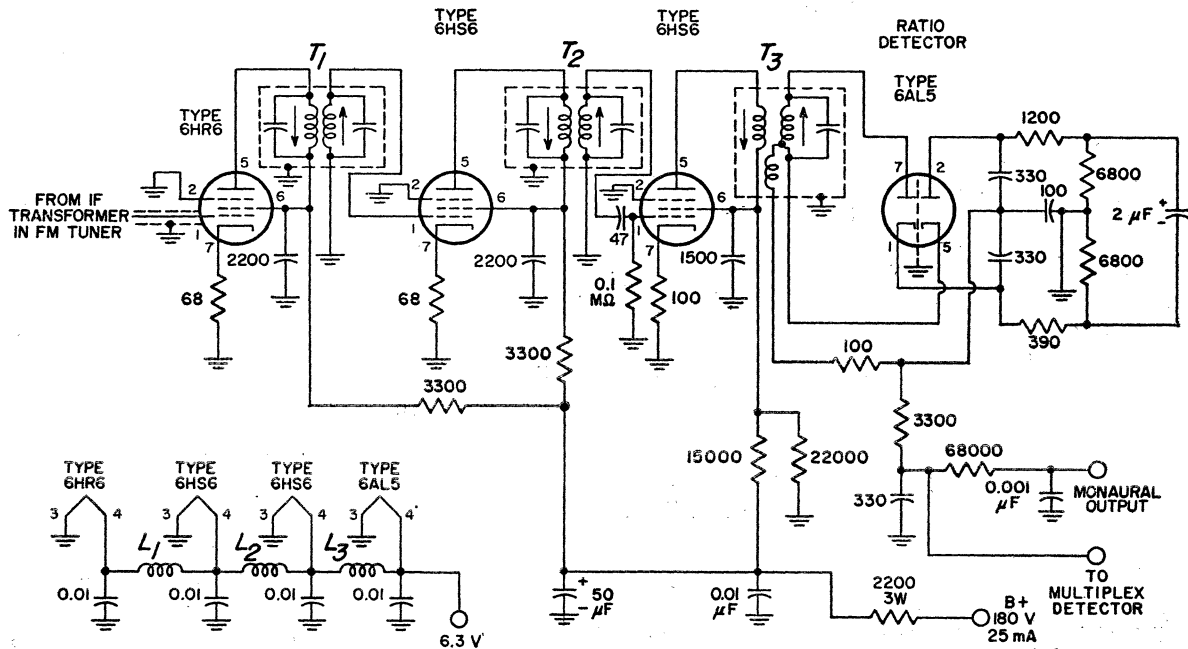 TYPE
6HS6
TYPE
6HS6
RATIO
DETECTOR
T1
T2
T3
TYPE
6AL5
TYPE
6HR6
1200
5
5
5
7
2
330
6800
100
2
6
2
6
2
6
2 μF
+
-
FROM IF
TRANSFORMER
IN FM TUNER
1
7
1
7
47
1
7
1
5
2200
2200
1500
330
6800
68
68
0.1
MΩ
100
390
3300
100
3300
3300
15000
22000
68000
TYPE
6HR6
TYPE
6HS6
TYPE
6HS6
TYPE
6AL5
330
0.001
μF
MONAURAL
OUTPUT
3
4
3
4
3
4
3
4
L1
L2
L3
TO
MULTIPLEX
DETECTOR
0.01
0.01
0.01
0.01
+
-
50
μF
0.01
μF
2200
3W
B+
180 V
25 mA
6.3 V